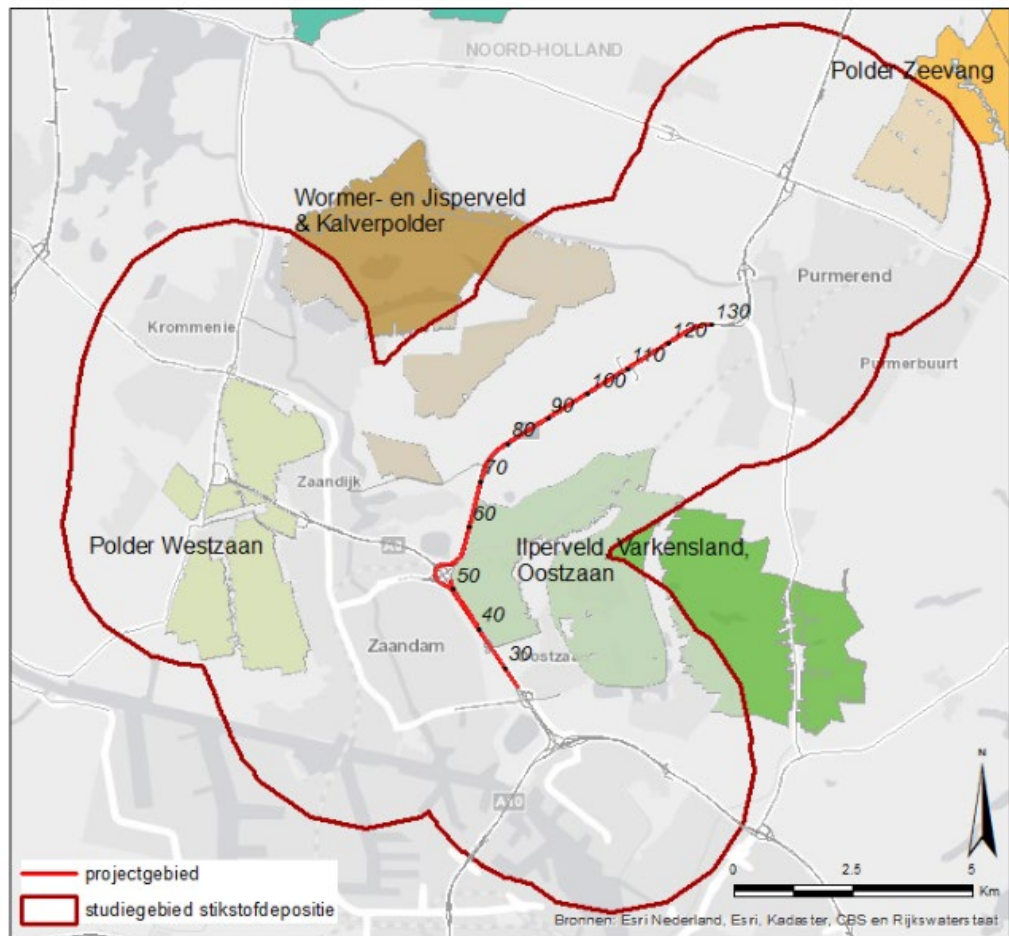 NOORD-HOLLAND
Polder Zeevang
Wormer- en Jisperveld
& Kalverpolder
Purmerend
Krommenie
130
120
110
Purmerbuurt
100
90
80
70
Zaandijk
60
Polder Westzaan
A8
Ilperveld, Varkensland,
Oostzaan
50
40
Zaandam
30
Oostzaan
N
A10
projectgebied
studiegebied stikstofdepositie
0 2.5 5
Km
Bronnen: Esri Nederland, Esri, Kadaster, CBS en Rijkswaterstaat